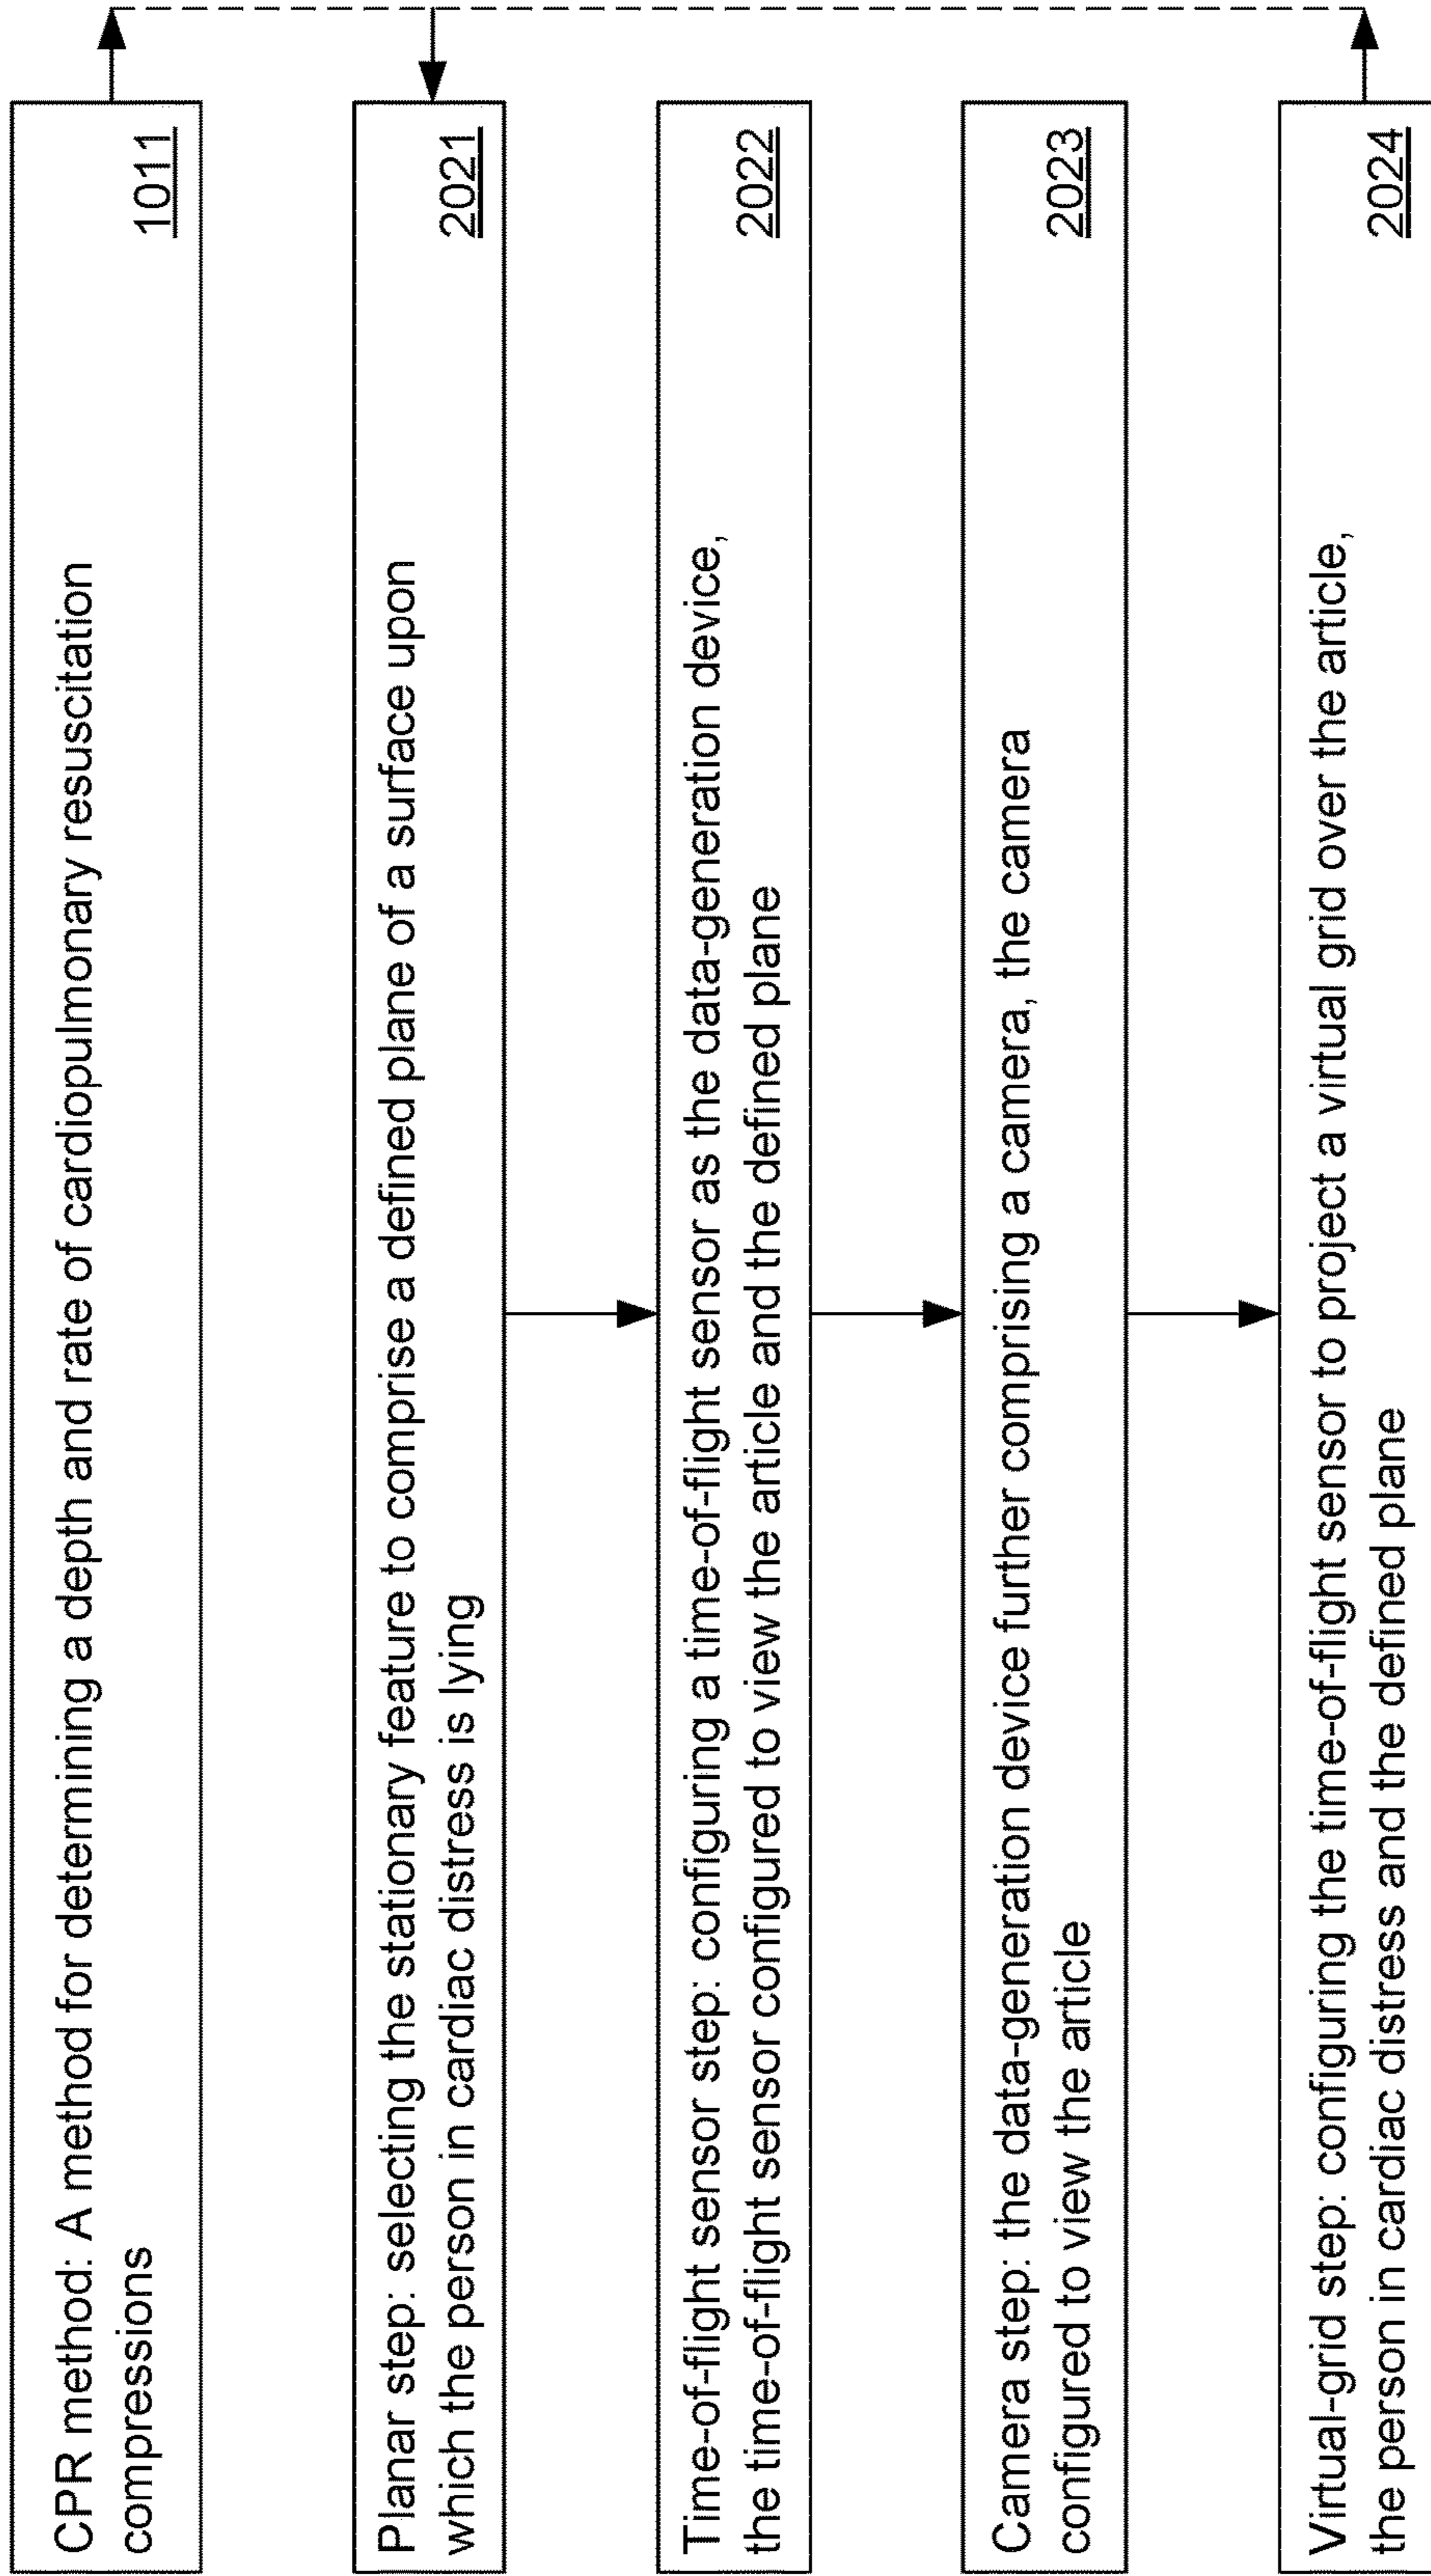 CPR method: A method for determining a depth and rate of cardiopulmonary resuscitation
compressions
1011
Planar step: selecting the stationary feature to comprise a defined plane of a surface upon
which the person in cardiac distress is lying
2021
Time-of-flight sensor step: configuring a time-of-flight sensor as the data-generation device,
the time-of-flight sensor configured to view the article and the defined plane
2022
Camera step: the data-generation device further comprising a camera, the camera
configured to view the article
2023
Virtual-grid step: configuring the time-of-flight sensor to project a virtual grid over the article,
the person in cardiac distress and the defined plane
2024